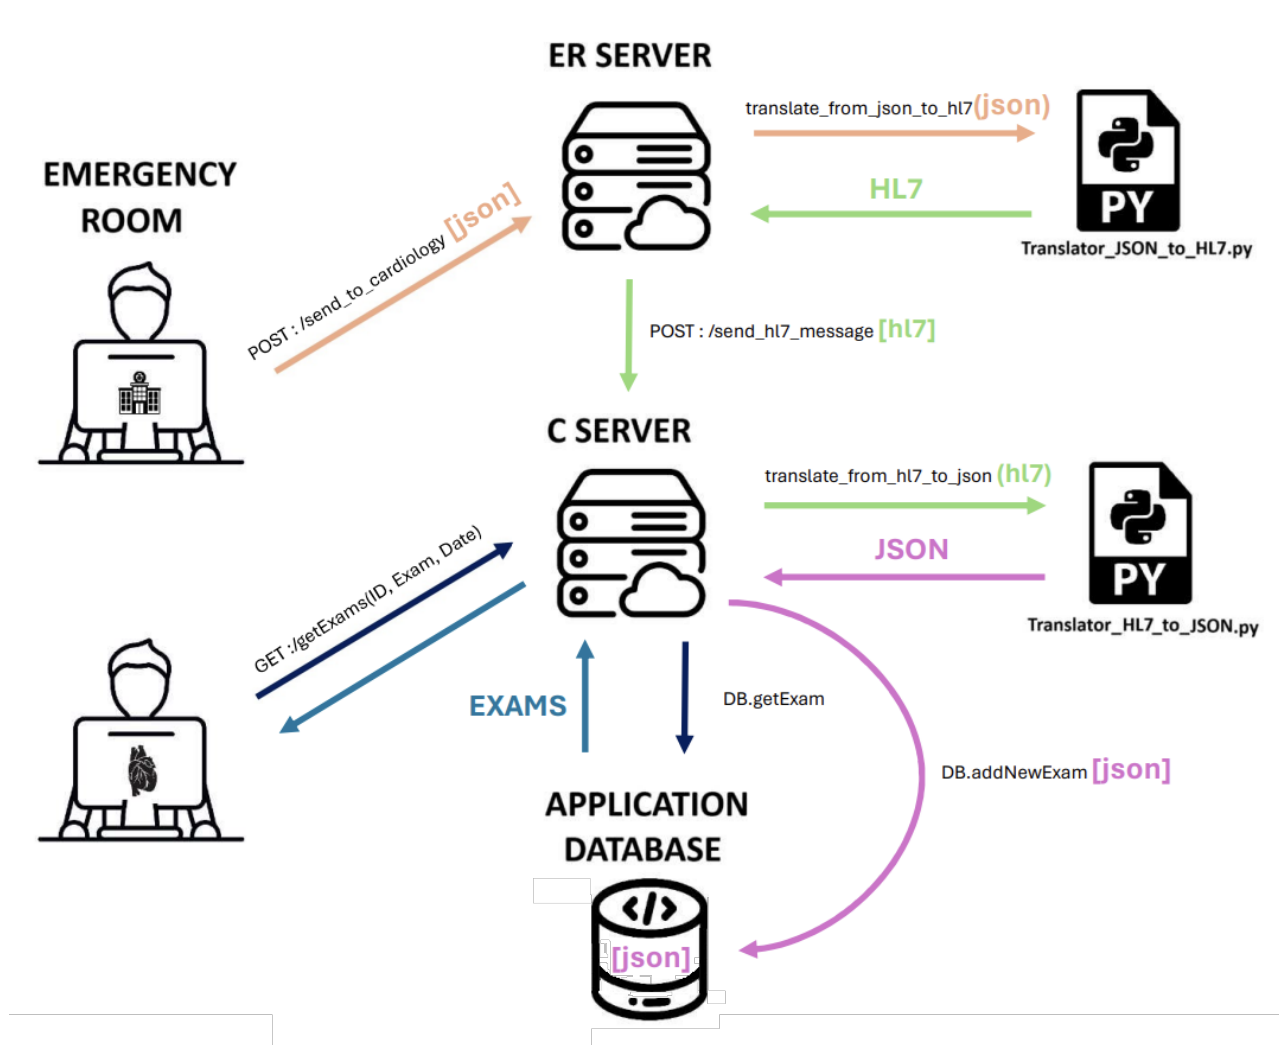 ER SERVER
translate_from_json_to_hl7(json)
HL7
PY
Translator_JSON_to_HL7.py
EMERGENCY
ROOM
POST : /send_to_cardiology [json]
POST : /send_hl7_message [hl7]
C SERVER
translate_from_hl7_to_json (hl7)
JSON
PY
Translator_HL7_to_JSON.py
GET :/getExams(ID, Exam, Date)
EXAMS
DB.getExam
DB.addNewExam [json]
APPLICATION
DATABASE
</>
[json]